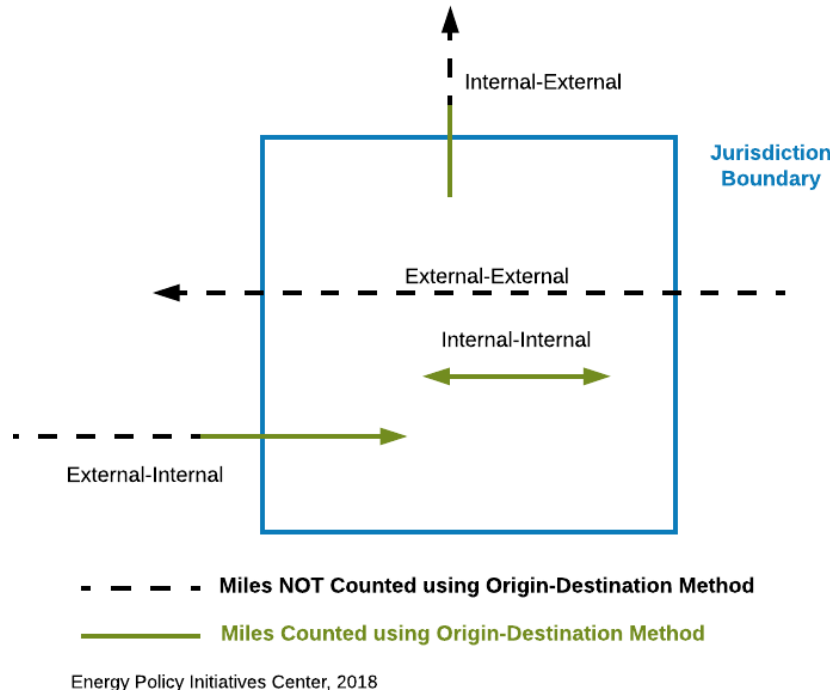 Internal-External
Jurisdiction
Boundary
External-External
Internal-Internal
External-Internal
Miles NOT Counted using Origin-Destination Method
Miles Counted using Origin-Destination Method
Energy Policy Initiatives Center, 2018